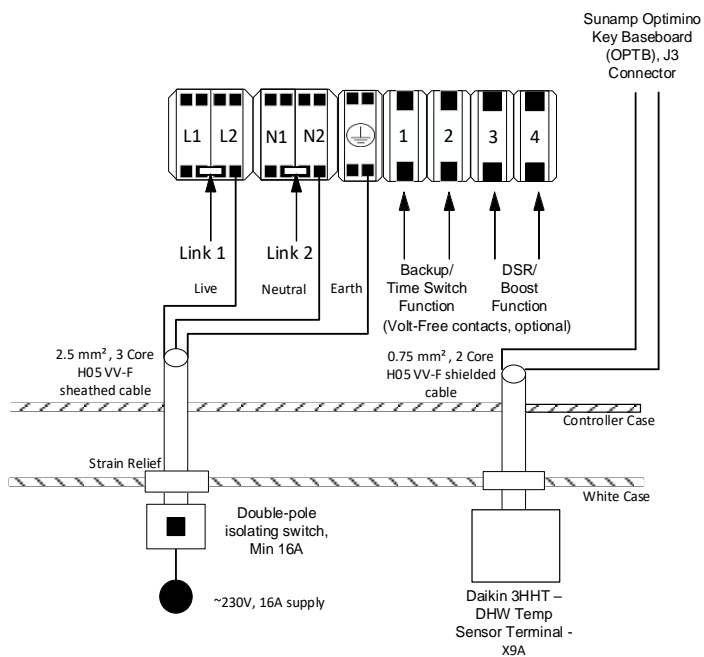 Sunamp Optimino
Key Baseboard
(OPTB), J3
Connector
L1 L2 N1 N2 1 2 3 4
Link 1
Link 2
Live
Neutral
Earth
Backup/
Time Switch
Function
(Volt-Free contacts, optional)
DSR/
Boost
Function
2.5 mm², 3 Core
H05 VV-F
sheathed cable
0.75 mm², 2 Core
H05 VV-F shielded
cable
Controller Case
Strain Relief
White Case
Double-pole
isolating switch,
Min 16A
~230V, 16A supply
Daikin 3HHT –
DHW Temp
Sensor Terminal -
X9A